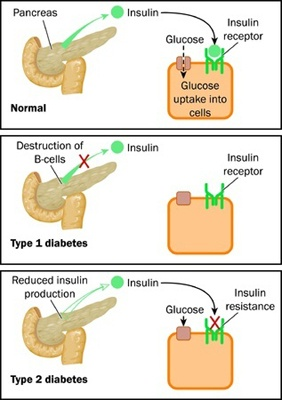 Pancreas
Insulin
Insulin
receptor
Glucose
Glucose
uptake into
cells
Normal
Destruction of
B-cells
Insulin
Insulin
receptor
Type 1 diabetes
Reduced insulin
production
Insulin
Glucose
Insulin
resistance
Type 2 diabetes